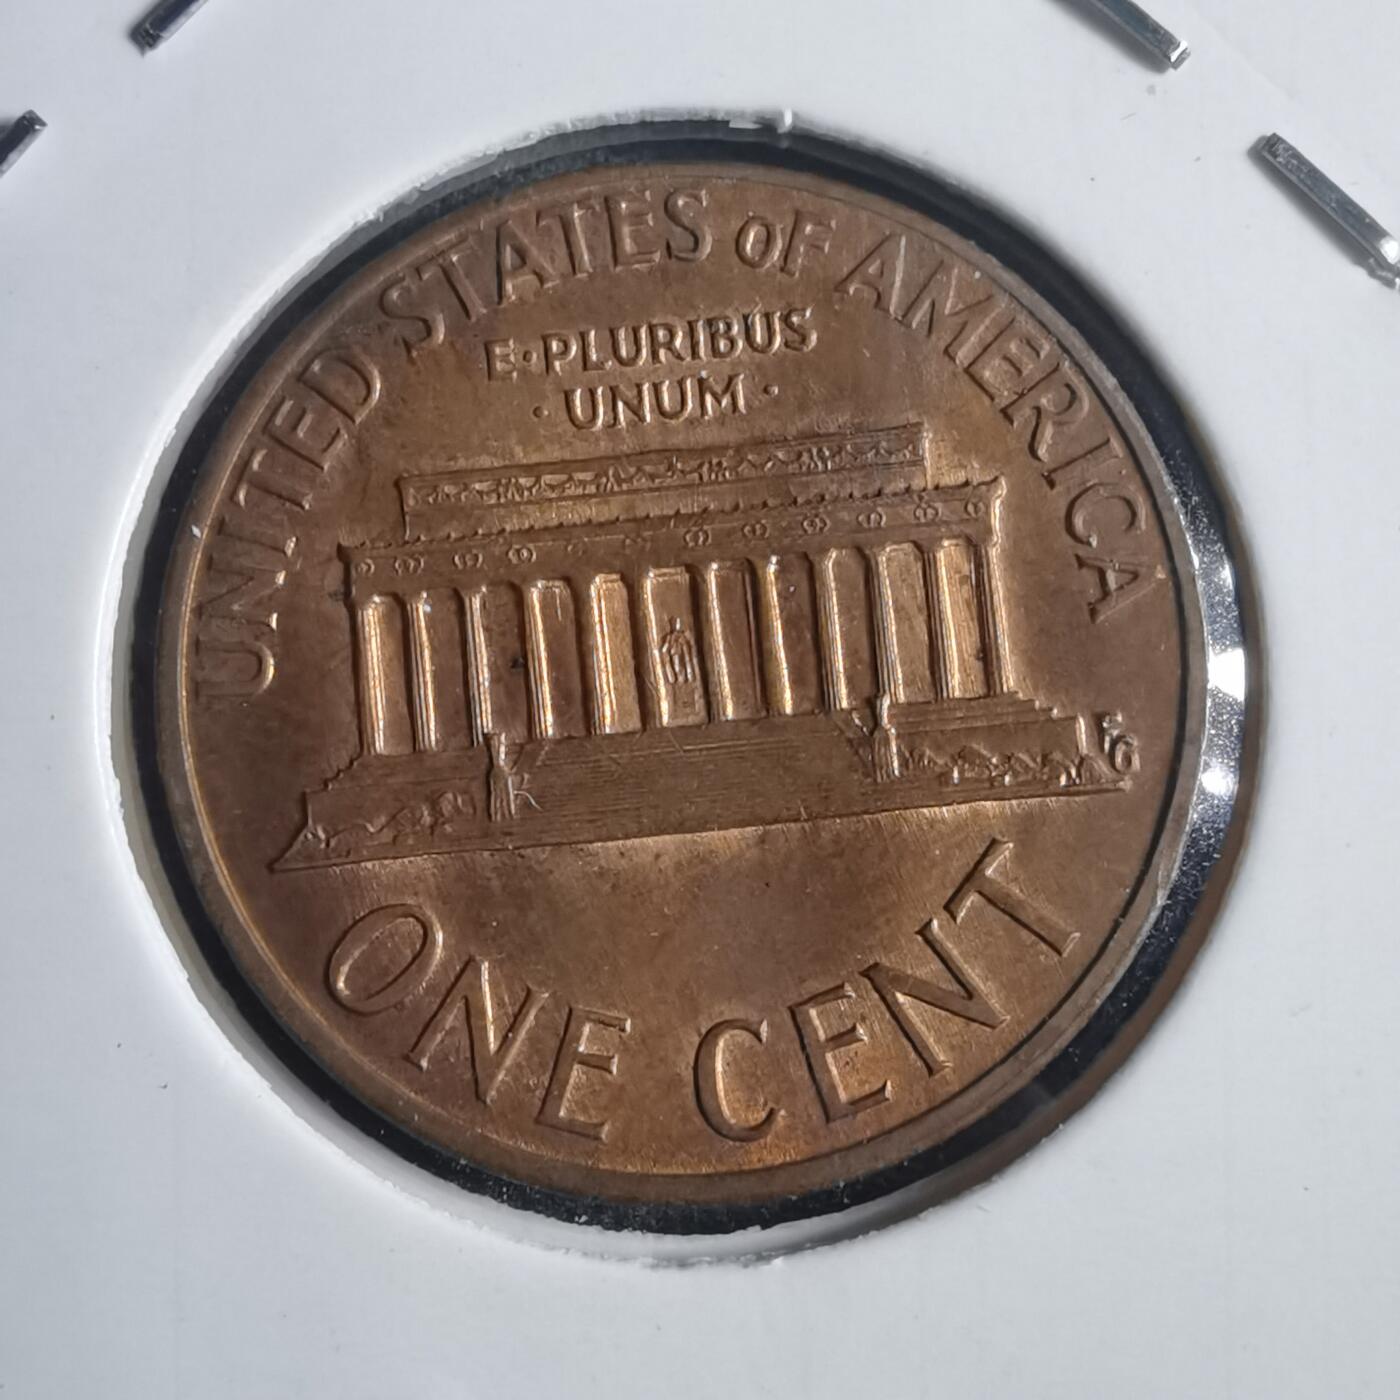 UNITED STATES OF AMERICA
E·PLURIBUS
·UNUM·
FG
ONE CENT